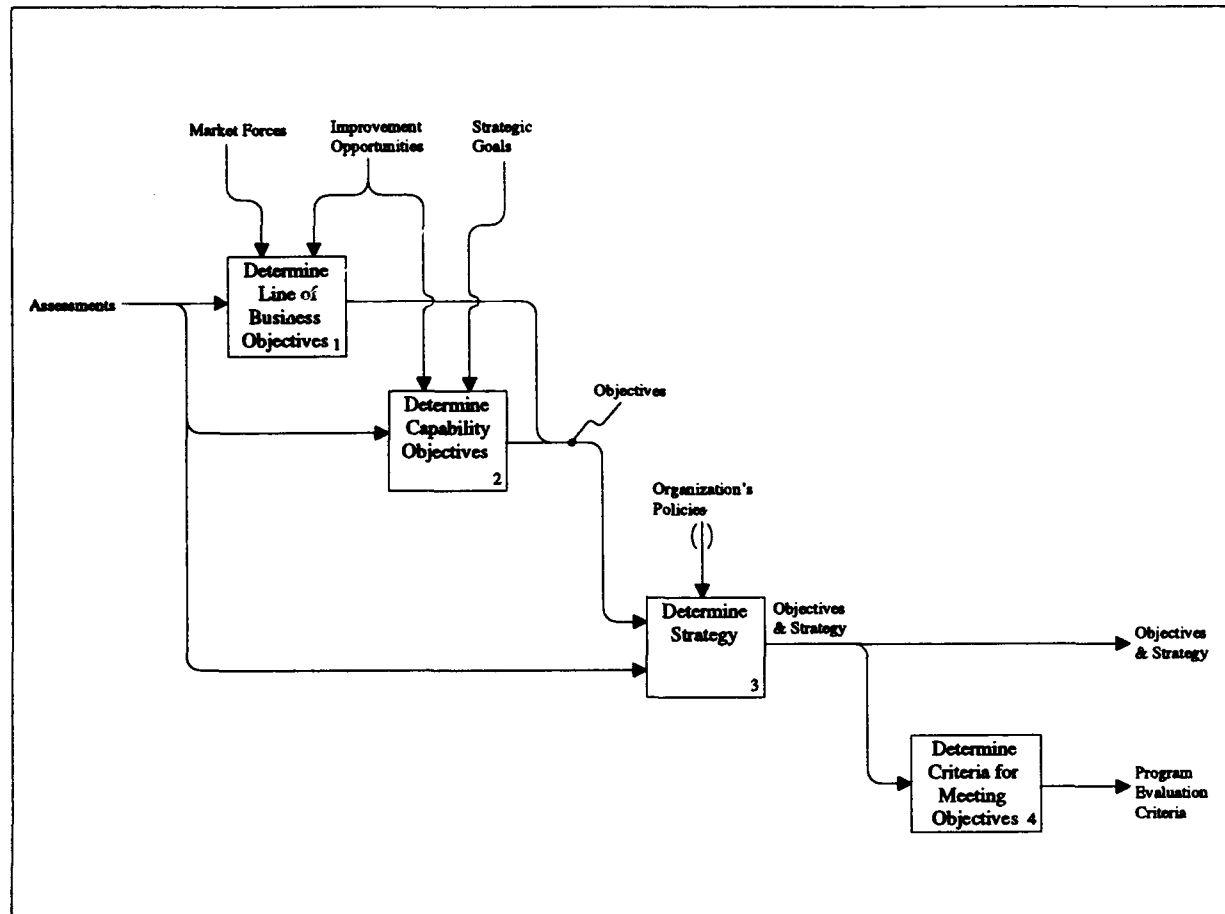 Market Forces
Improvement
Opportunities
Strategic
Goals
Assessments
Determine
Line of
Business
Objectives 1
Determine
Capability
Objectives
2
Objectives
Organization's
Policies
( )
Determine
Strategy
3
Objectives
& Strategy
Objectives
& Strategy
Determine
Criteria for
Meeting
Objectives 4
Program
Evaluation
Criteria